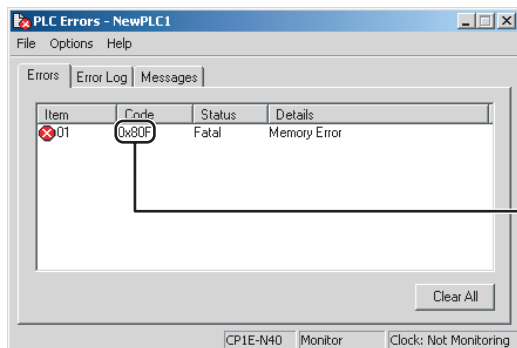 PLC Errors - NewPLC1
File Options Help
Errors Error Log Messages
Item Code Status Details
01 0x80F Fatal Memory Error
Clear All
CP1E-N40 Monitor Clock: Not Monitoring